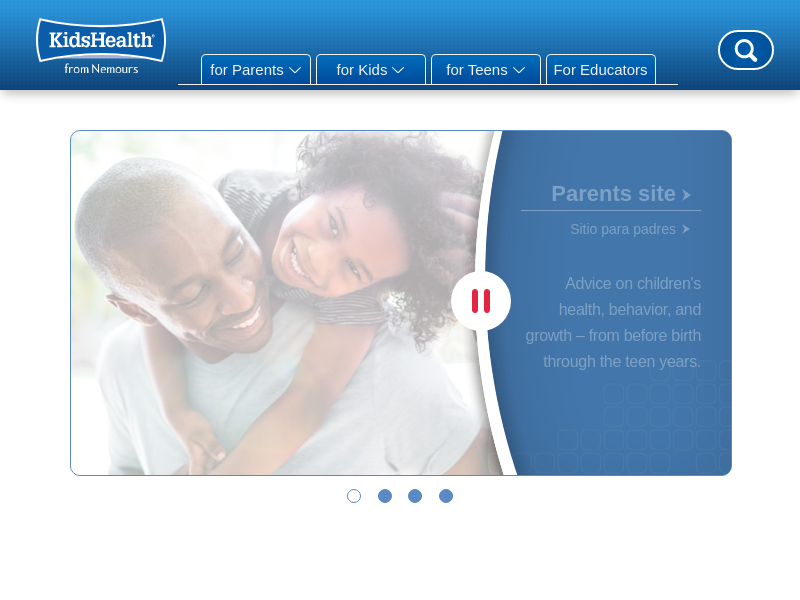 KidsHealth®
from Nemours
for Parents
for Kids
for Teens
For Educators
Parents site
Sitio para padres
Advice on children's
health, behavior, and
growth – from before birth
through the teen years.